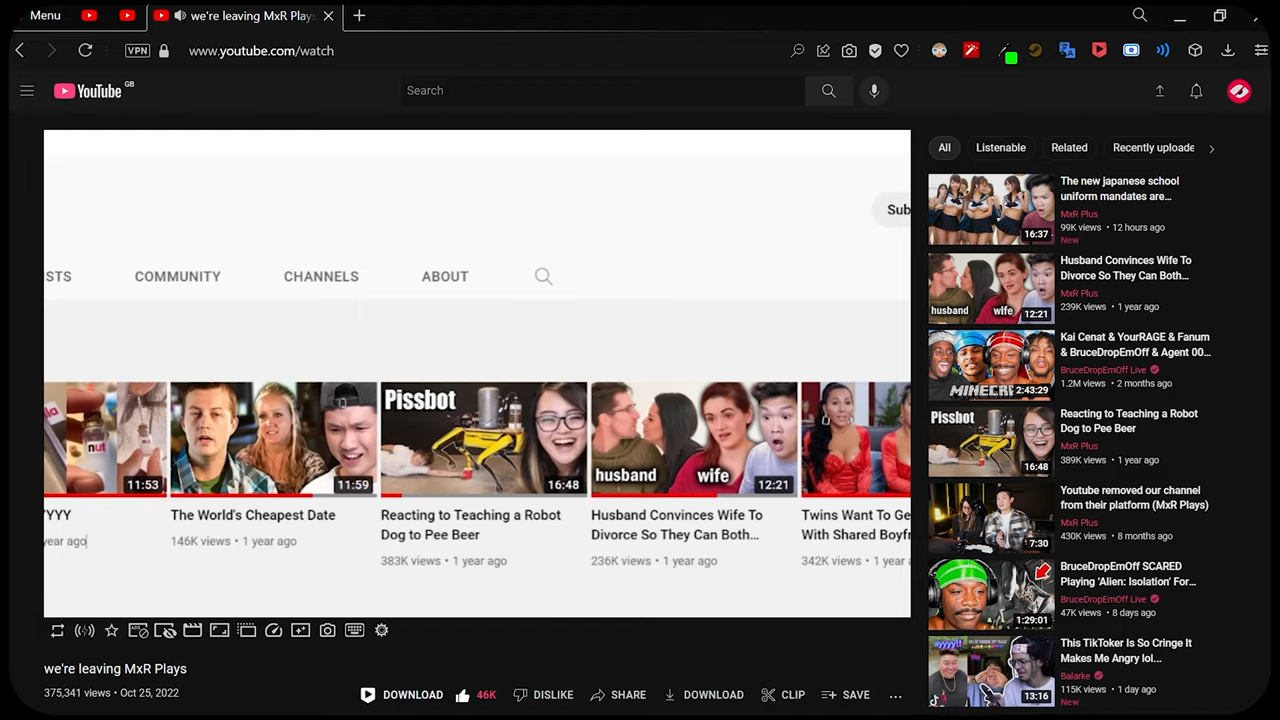 Menu
we're leaving MxR Plays
VPN
www.youtube.com/watch
YouTube GB
Search
Sub
STS
COMMUNITY
CHANNELS
ABOUT
nut
11:53
YYY
year ago
11:59
The World's Cheapest Date
146K views • 1 year ago
Pissbot
16:48
Reacting to Teaching a Robot
Dog to Pee Beer
383K views • 1 year ago
husband
wife
12:21
Husband Convinces Wife To
Divorce So They Can Both...
236K views • 1 year ago
Twins Want To Ge
With Shared Boyfr
342K views • 1 year a
we're leaving MxR Plays
375,341 views • Oct 25, 2022
DOWNLOAD
46K
DISLIKE
SHARE
DOWNLOAD
CLIP
SAVE
All
Listenable
Related
Recently uploade
16:37
The new japanese school
uniform mandates are...
MxR Plus
99K views • 12 hours ago
New
husband
wife
12:21
Husband Convinces Wife To
Divorce So They Can Both...
MxR Plus
239K views • 1 year ago
MINECR
2:43:29
Kai Cenat & YourRAGE & Fanum
& BruceDropEmOff & Agent 00...
BruceDropEmOff Live
1.2M views • 2 months ago
Pissbot
16:48
Reacting to Teaching a Robot
Dog to Pee Beer
MxR Plus
389K views • 1 year ago
7:30
Youtube removed our channel
from their platform (MxR Plays)
MxR Plus
430K views • 8 months ago
1:29:01
BruceDropEmOff SCARED
Playing 'Alien: Isolation' For...
BruceDropEmOff Live
47K views • 8 days ago
ayyyy!!
13:16
This TikToker Is So Cringe It
Makes Me Angry lol...
Balarke
115K views • 1 day ago
New